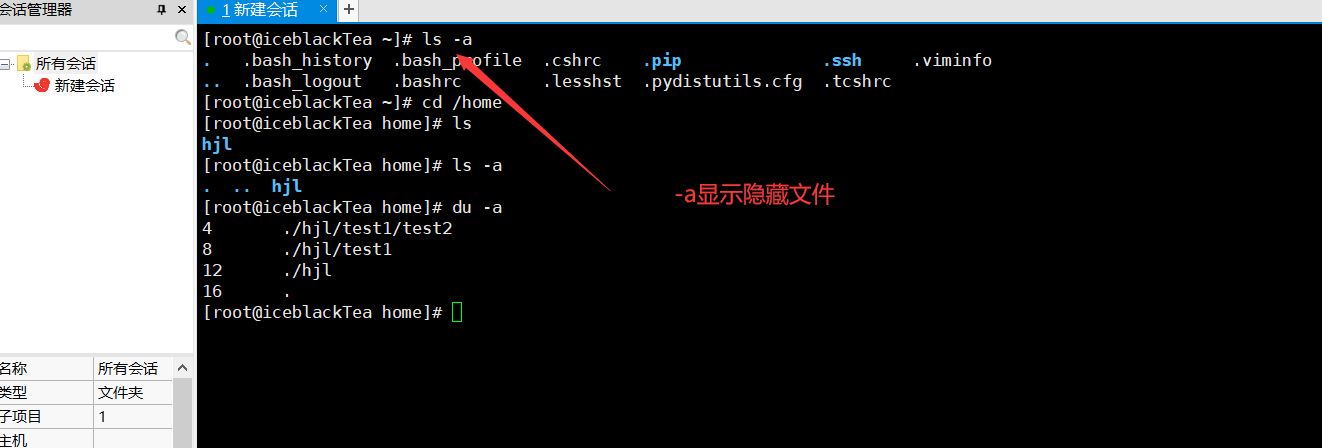 会话管理器
所有会话
新建会话
名称 所有会话
类型 文件夹
子项目 1
主机
1 新建会话 × +
[root@iceblackTea ~]# ls -a
. .bash_history .bash_profile .cshrc .pip .ssh .viminfo
.. .bash_logout .bashrc .lesshst .pydistutils.cfg .tcshrc
[root@iceblackTea ~]# cd /home
[root@iceblackTea home]# ls
hjl
[root@iceblackTea home]# ls -a
. .. hjl
[root@iceblackTea home]# du -a
4 ./hjl/test1/test2
8 ./hjl/test1
12 ./hjl
16 .
[root@iceblackTea home]#
-a显示隐藏文件